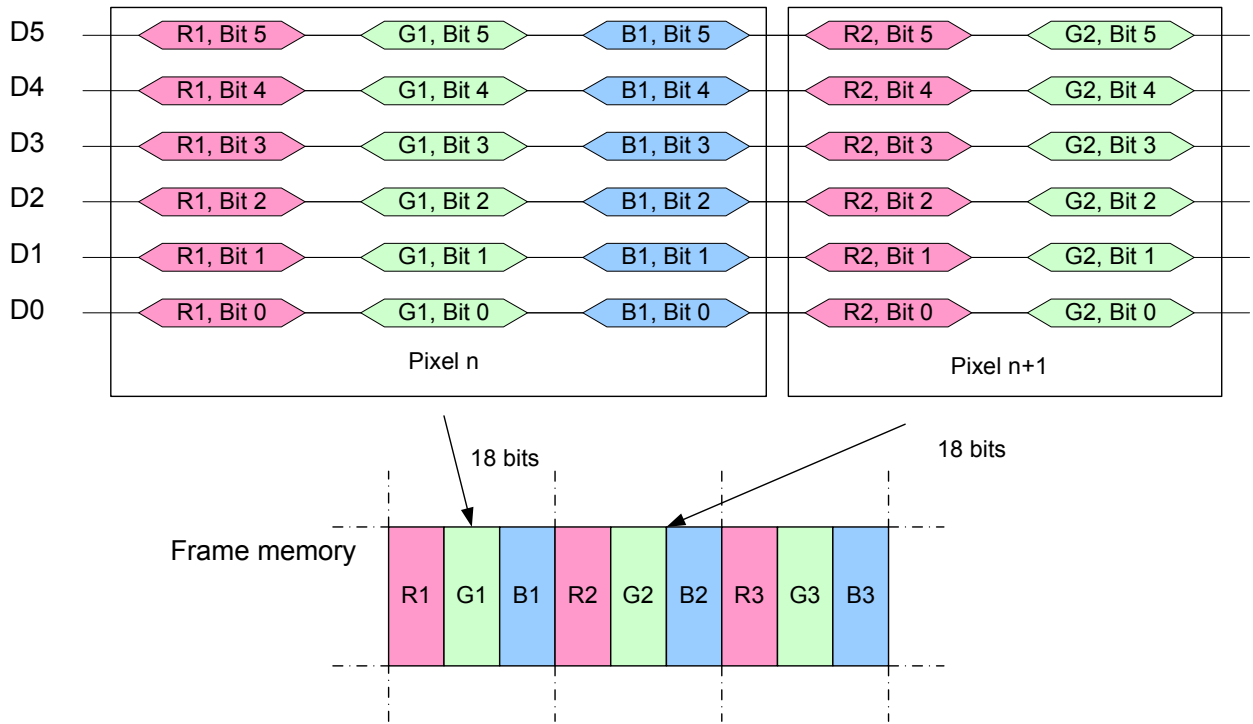 D5 R1, Bit 5 G1, Bit 5 B1, Bit 5 R2, Bit 5 G2, Bit 5
D4 R1, Bit 4 G1, Bit 4 B1, Bit 4 R2, Bit 4 G2, Bit 4
D3 R1, Bit 3 G1, Bit 3 B1, Bit 3 R2, Bit 3 G2, Bit 3
D2 R1, Bit 2 G1, Bit 2 B1, Bit 2 R2, Bit 2 G2, Bit 2
D1 R1, Bit 1 G1, Bit 1 B1, Bit 1 R2, Bit 1 G2, Bit 1
D0 R1, Bit 0 G1, Bit 0 B1, Bit 0 R2, Bit 0 G2, Bit 0
Pixel n Pixel n+1
18 bits 18 bits
Frame memory
R1 G1 B1 R2 G2 B2 R3 G3 B3